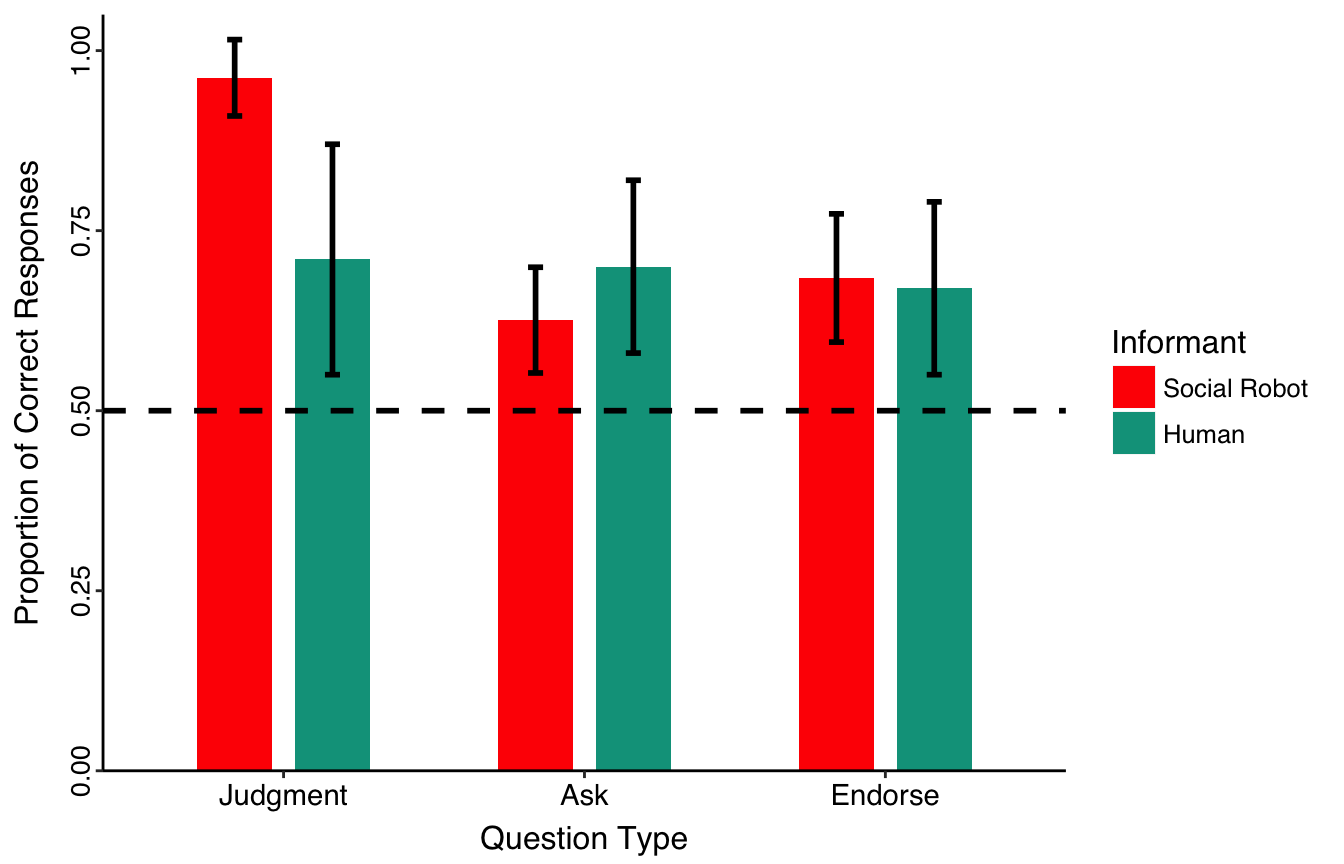 Proportion of Correct Responses
1.00
0.75
0.50
0.25
0.00
Judgment
Ask
Endorse
Question Type
Informant
Social Robot
Human